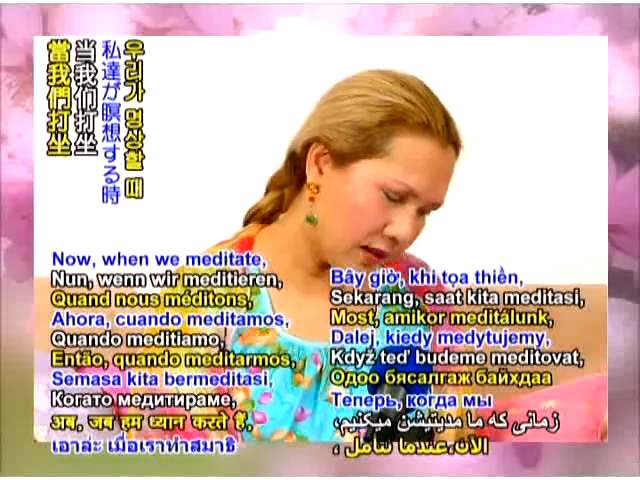 當我們打坐
当我们打坐
私達が瞑想する時
우리가 명상할 때
Now, when we meditate,
Nun, wenn wir meditieren,
Quand nous méditons,
Ahora, cuando meditamos,
Quando meditiamo,
Então, quando meditarmos,
Semasa kita bermeditasi,
Когато медитираме,
अब, जब हम ध्यान करते हैं,
เอาล่ะ เมื่อเราทำสมาธิ
Bây giờ, khi tọa thiền,
Sekarang, saat kita meditasi,
Most, amikor meditálunk,
Dalej, kiedy medytujemy,
Když teď budeme meditovat,
Одоо бясалгаж байхдаа
Теперь, когда мы
زمانی که ما مدیتیشن میکنیم،
الآن،عندما نتأمل ،